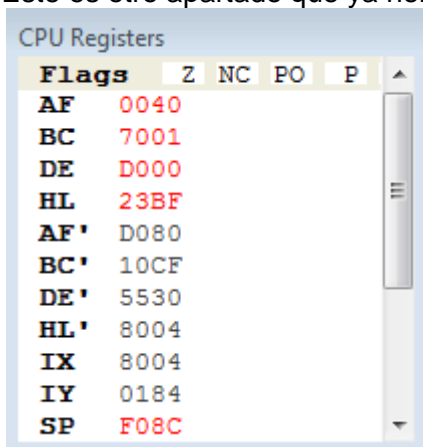 CPU Registers
Flags Z NC PO P
AF 0040
BC 7001
DE D000
HL 23BF
AF' D080
BC' 10CF
DE' 5530
HL' 8004
IX 8004
IY 0184
SP F08C